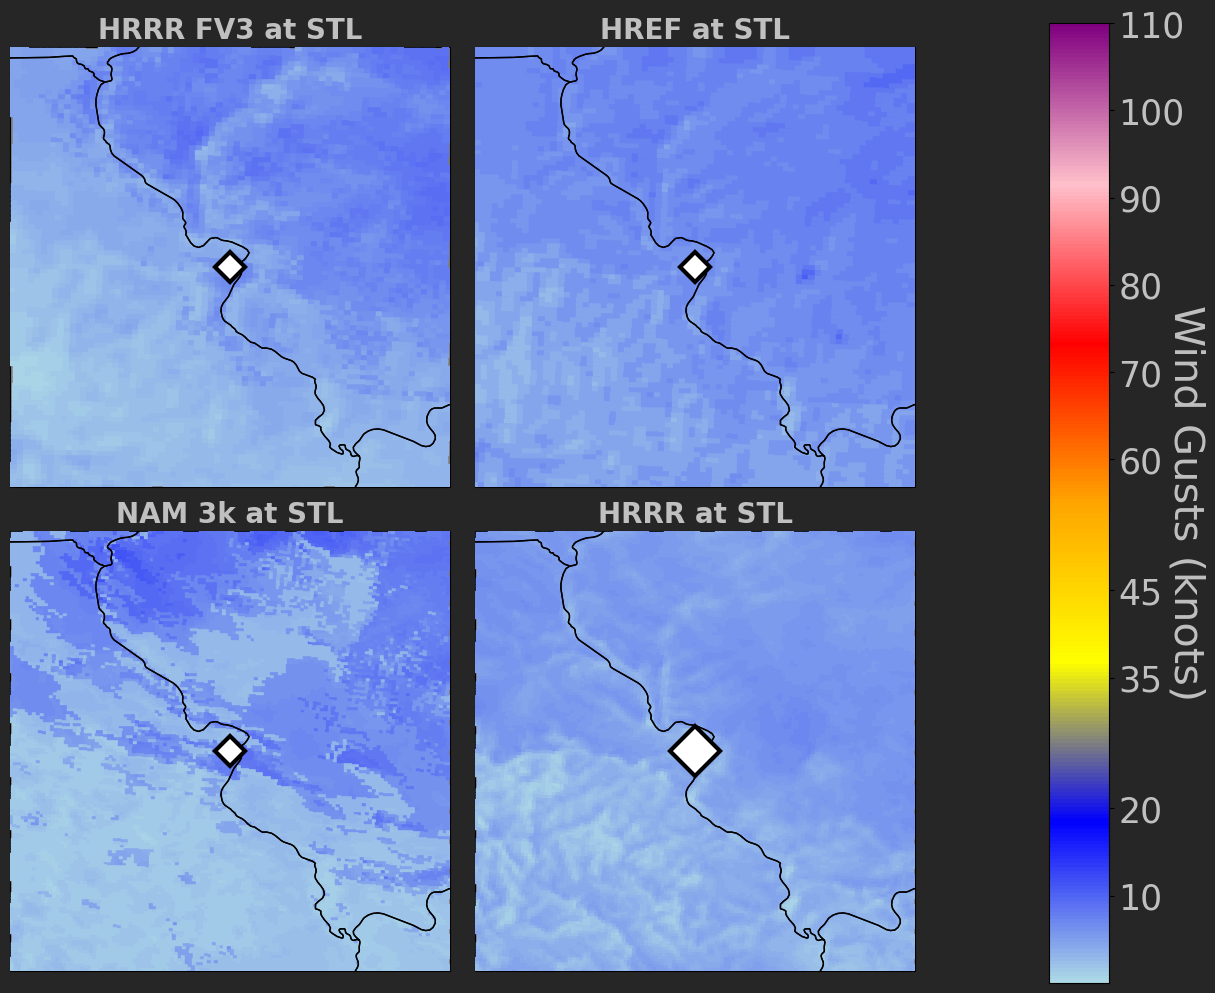 HRRR FV3 at STL
HREF at STL
NAM 3k at STL
HRRR at STL
110
100
90
80
70
60
45
35
20
10
Wind Gusts (knots)